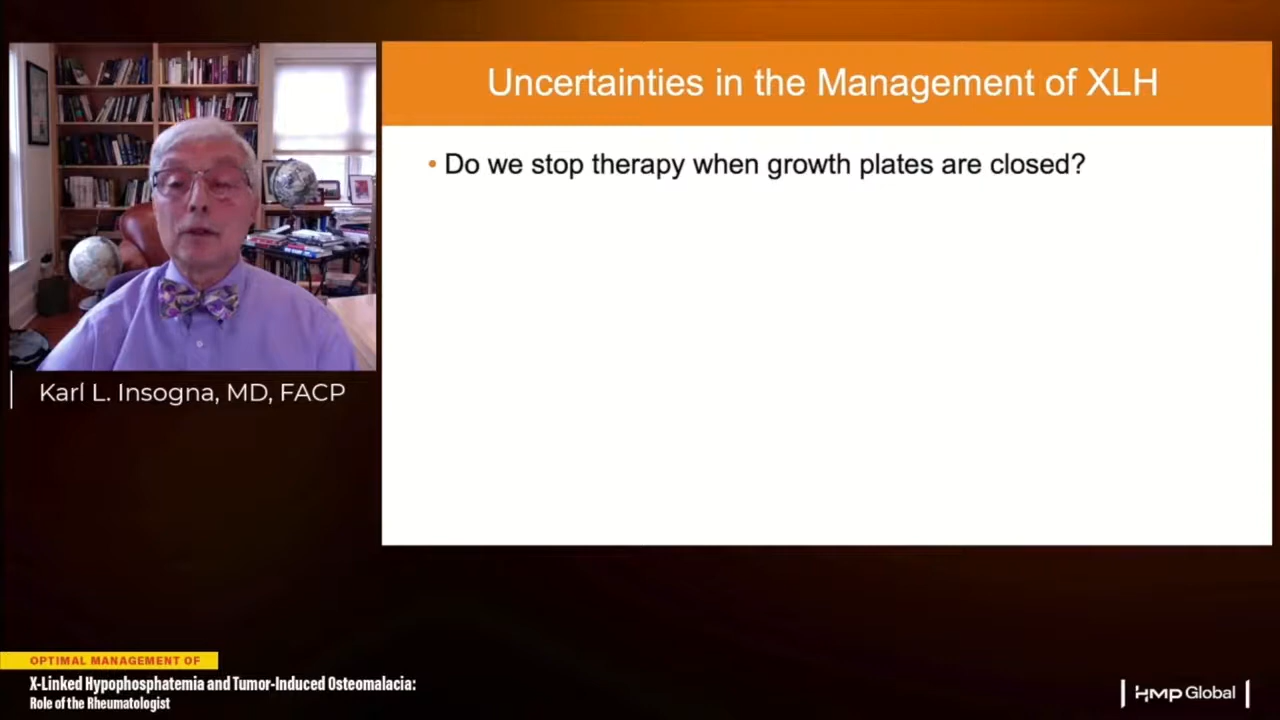 Uncertainties in the Management of XLH
• Do we stop therapy when growth plates are closed?
Karl L. Insogna, MD, FACP
OPTIMAL MANAGEMENT OF
X-Linked Hypophosphatemia and Tumor-Induced Osteomalacia:
Role of the Rheumatologist
HMP Global